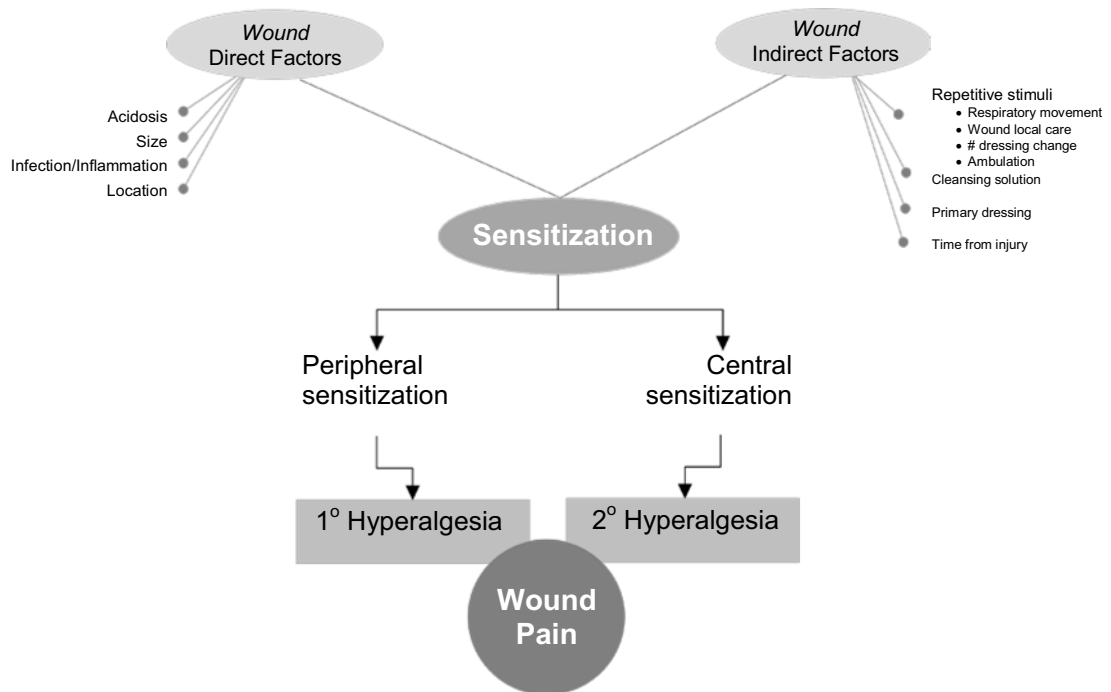 Wound
Direct Factors
Acidosis
Size
Infection/Inflammation
Location
Wound
Indirect Factors
Repetitive stimuli
• Respiratory movement
• Wound local care
• # dressing change
• Ambulation
Cleansing solution
Primary dressing
Time from injury
Sensitization
Peripheral
sensitization
Central
sensitization
1o Hyperalgesia
2o Hyperalgesia
Wound
Pain